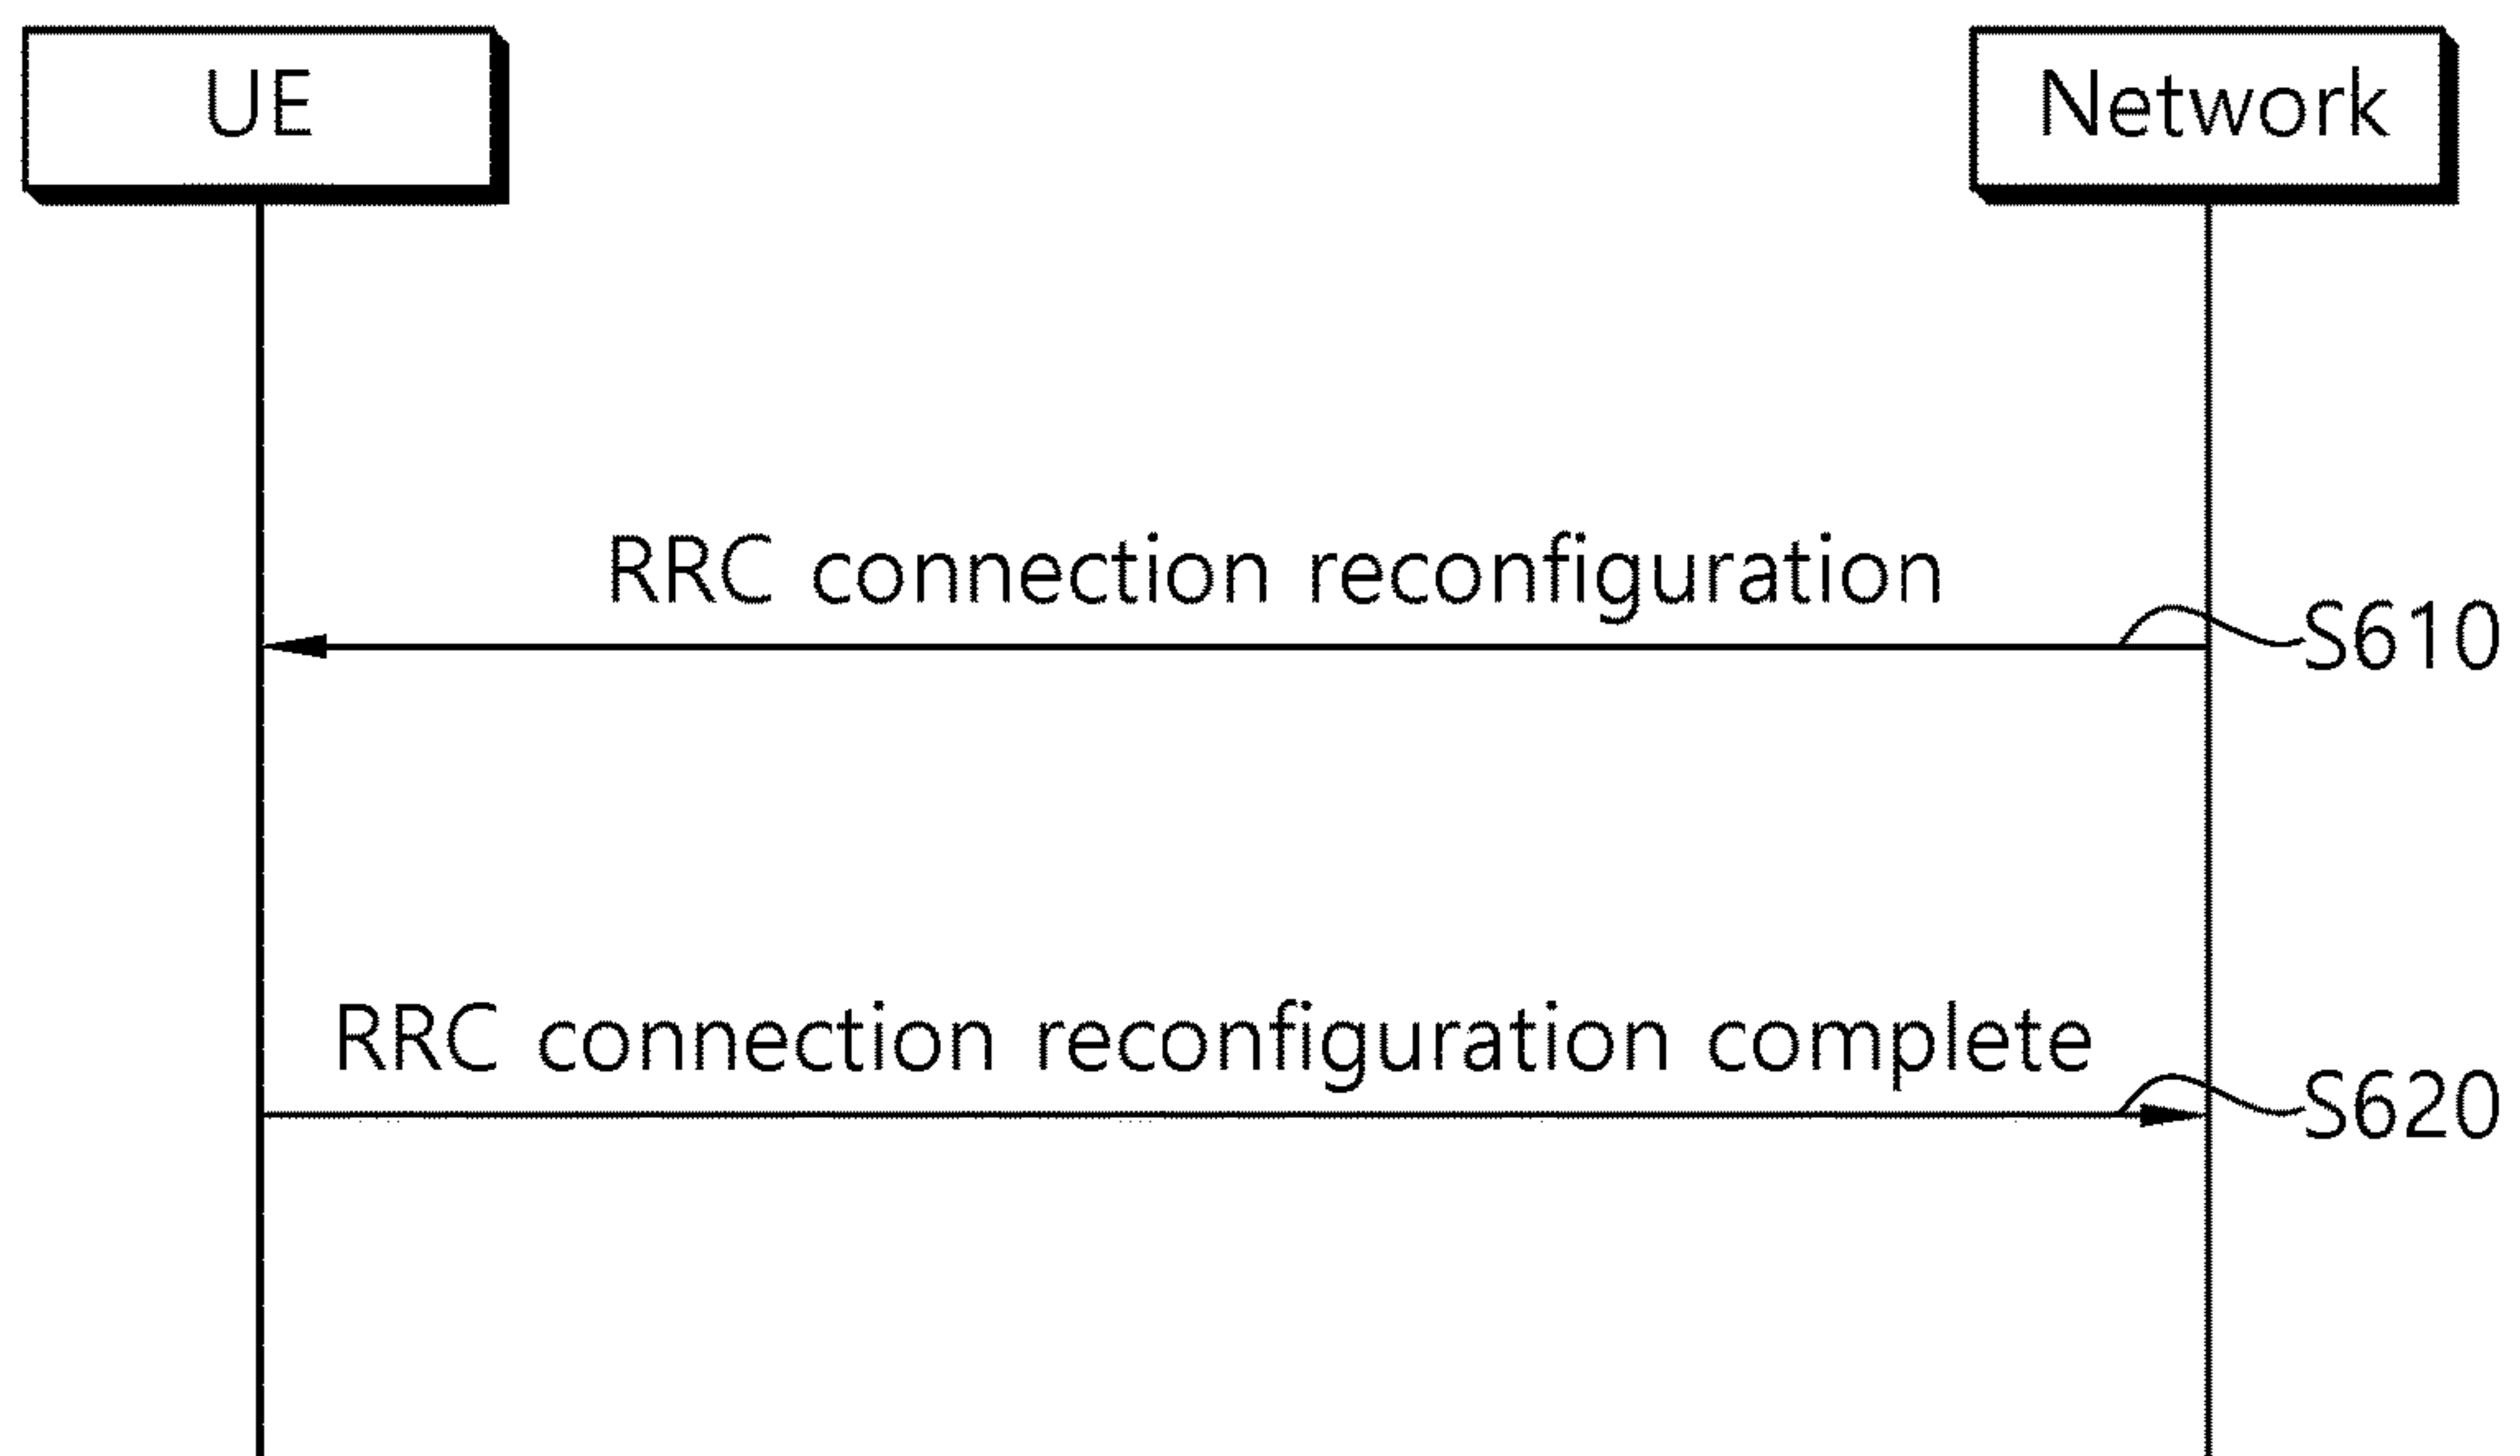 UE
Network
RRC connection reconfiguration
S610
RRC connection reconfiguration complete
S620